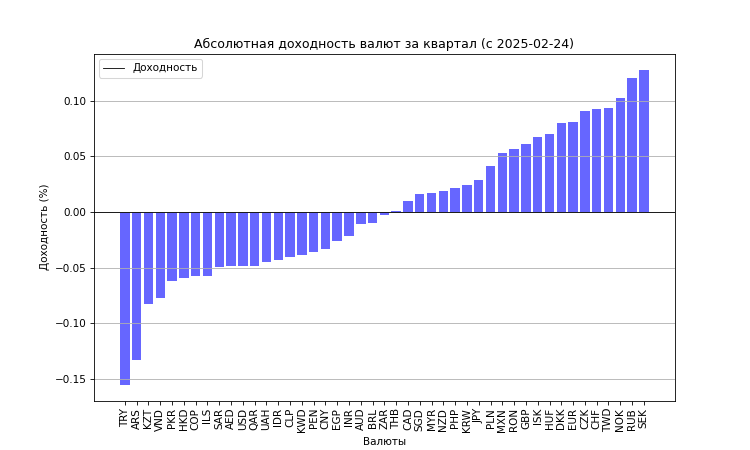 Абсолютная доходность валют за квартал (с 2025-02-24)
Доходность
0.10
0.05
0.00
−0.05
−0.10
−0.15
Доходность (%)
TRY ARS KZT VND PKR HKD COP ILS SAR AED USD QAR UAH IDR CLP KWD PEN CNY EGP INR AUD BRL ZAR THB CAD SGD MYR NZD PHP KRW JPY PLN MXN RON GBP ISK HUF DKK EUR CZK CHF TWD NOK RUB SEK
Валюты